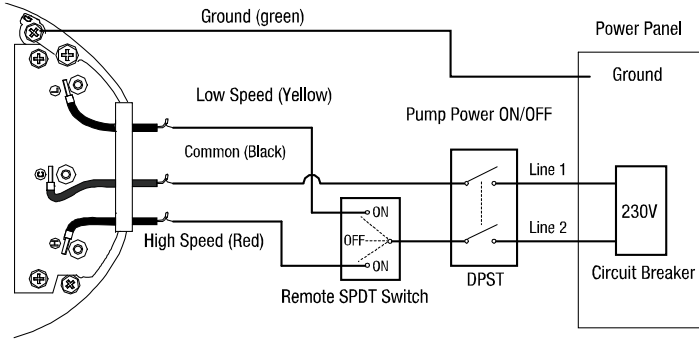 Ground (green)
Power Panel
Ground
L
Low Speed (Yellow)
Pump Power ON/OFF
Common (Black)
Line 1
C
ON
230V
OFF
Line 2
High Speed (Red)
H
ON
Circuit Breaker
DPST
Remote SPDT Switch